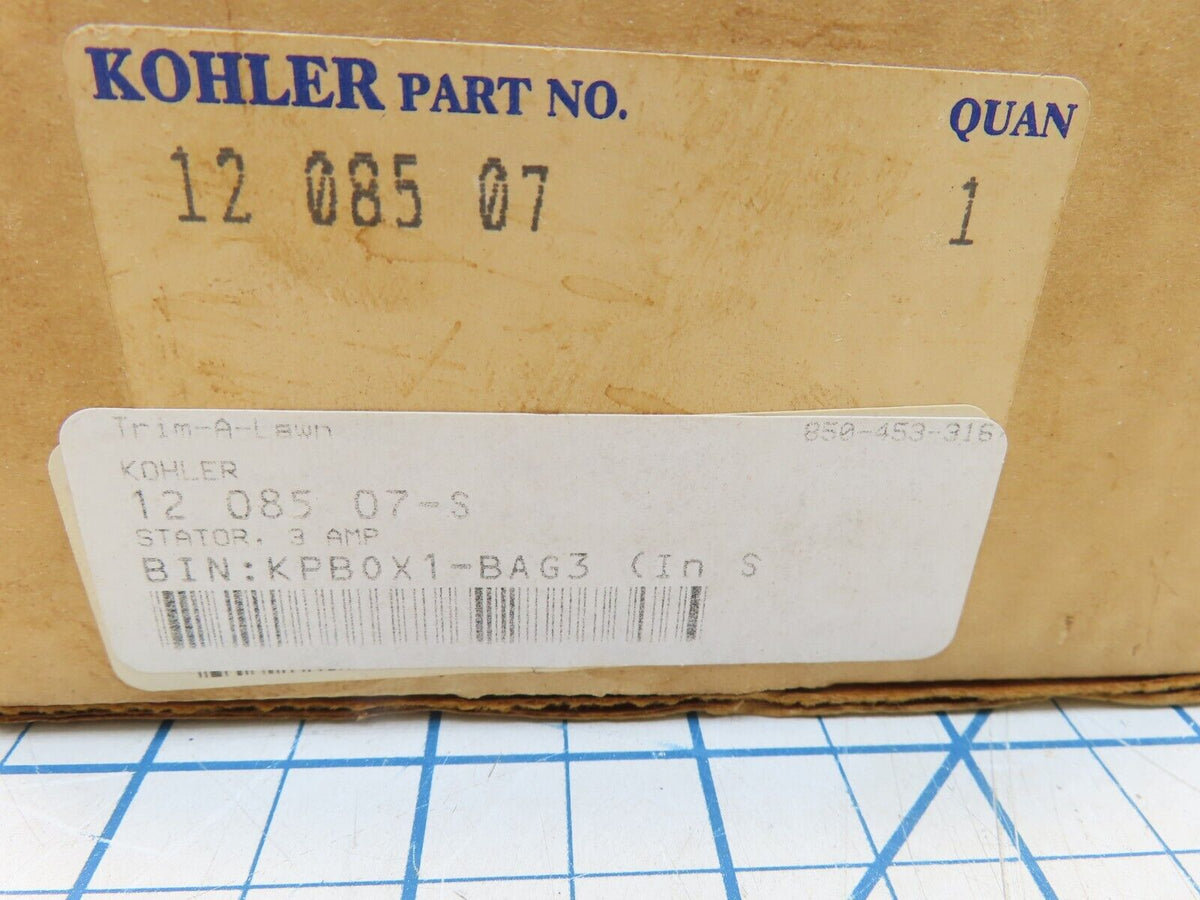 KOHLER PART NO. QUAN
12 085 07 1
Trim-A-Lawn 850-453-316
KOHLER
12 085 07-S
STATOR, 3 AMP
BIN:KPBOX1-BAG3 (In S